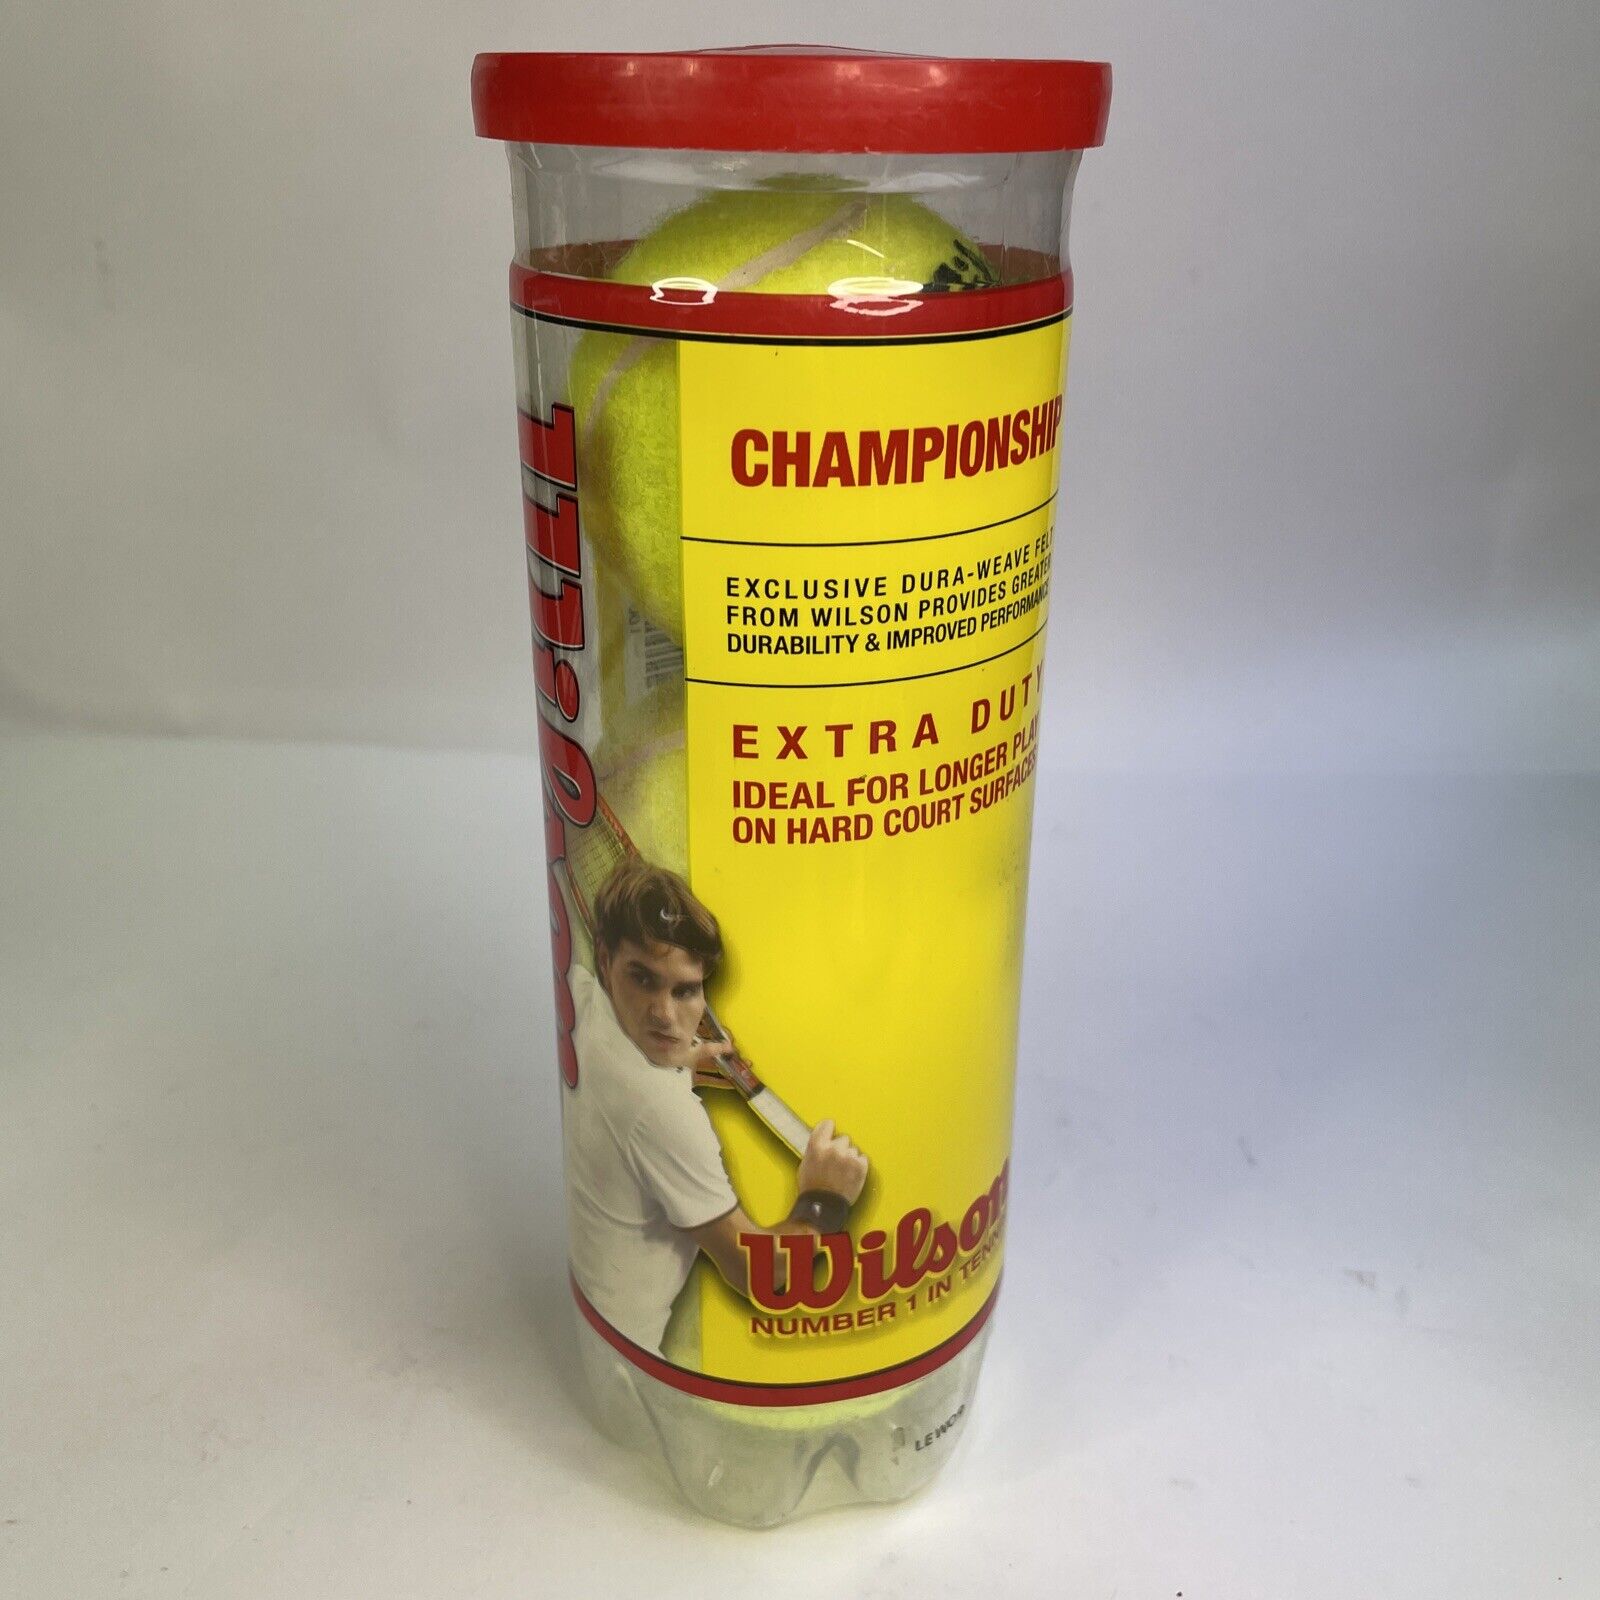 Wilson
CHAMPIONSHIP
EXCLUSIVE DURA-WEAVE FELT
FROM WILSON PROVIDES GREATER
DURABILITY & IMPROVED PERFORMANCE
EXTRA DUTY
IDEAL FOR LONGER PLAY
ON HARD COURT SURFACES
Wilson
NUMBER 1 IN TENNIS